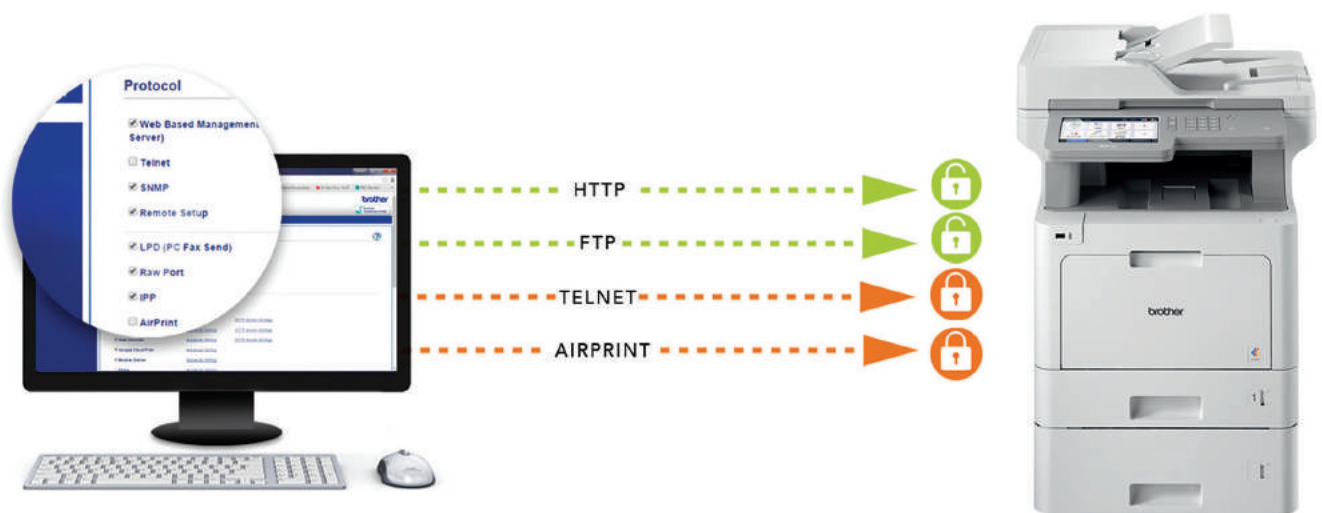 Protocol
Web Based Management
Server)
Telnet
SNMP
Remote Setup
LPD (PC Fax Send)
Raw Port
IPP
AirPrint
brother
HTTP
FTP
TELNET
AIRPRINT
brother
1